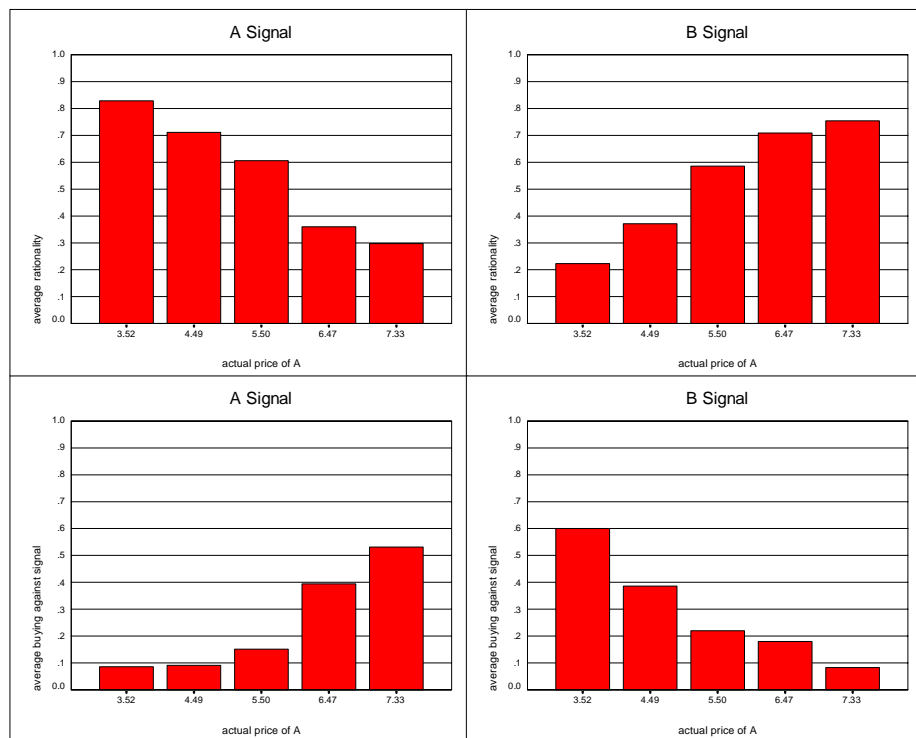 A Signal
1.0
.9
.8
.7
.6
.5
.4
.3
.2
.1
0.0
average rationality
3.52 4.49 5.50 6.47 7.33
actual price of A
B Signal
1.0
.9
.8
.7
.6
.5
.4
.3
.2
.1
0.0
average rationality
3.52 4.49 5.50 6.47 7.33
actual price of A
A Signal
1.0
.9
.8
.7
.6
.5
.4
.3
.2
.1
0.0
average buying against signal
3.52 4.49 5.50 6.47 7.33
actual price of A
B Signal
1.0
.9
.8
.7
.6
.5
.4
.3
.2
.1
0.0
average buying against signal
3.52 4.49 5.50 6.47 7.33
actual price of A